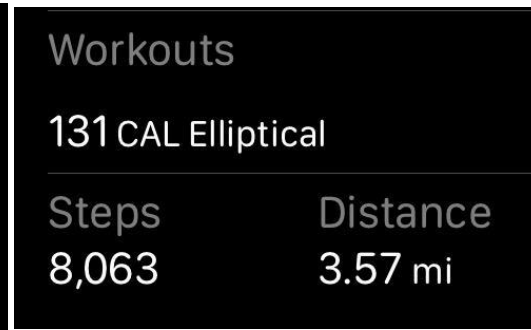 Workouts
131 CAL Elliptical
Steps Distance
8,063 3.57 mi